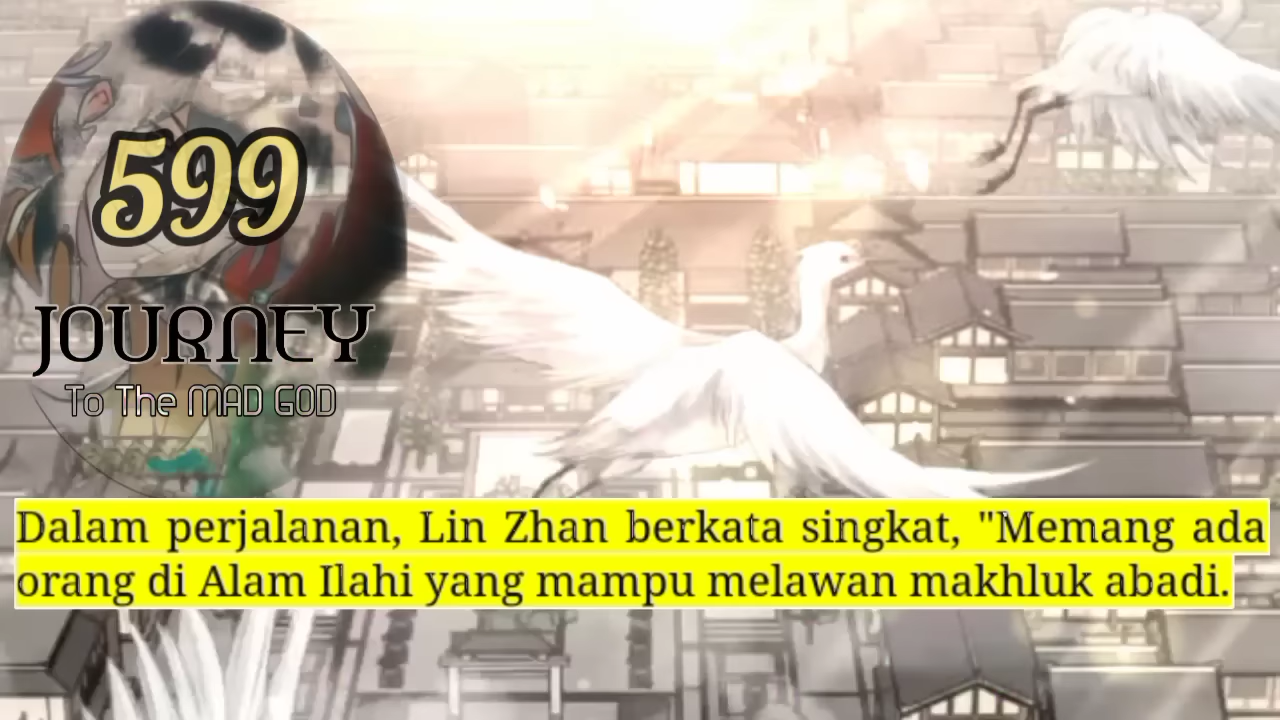 599
JOURNEY
To The MAD GOD
Dalam perjalanan, Lin Zhan berkata singkat, "Memang ada
orang di Alam Ilahi yang mampu melawan makhluk abadi.